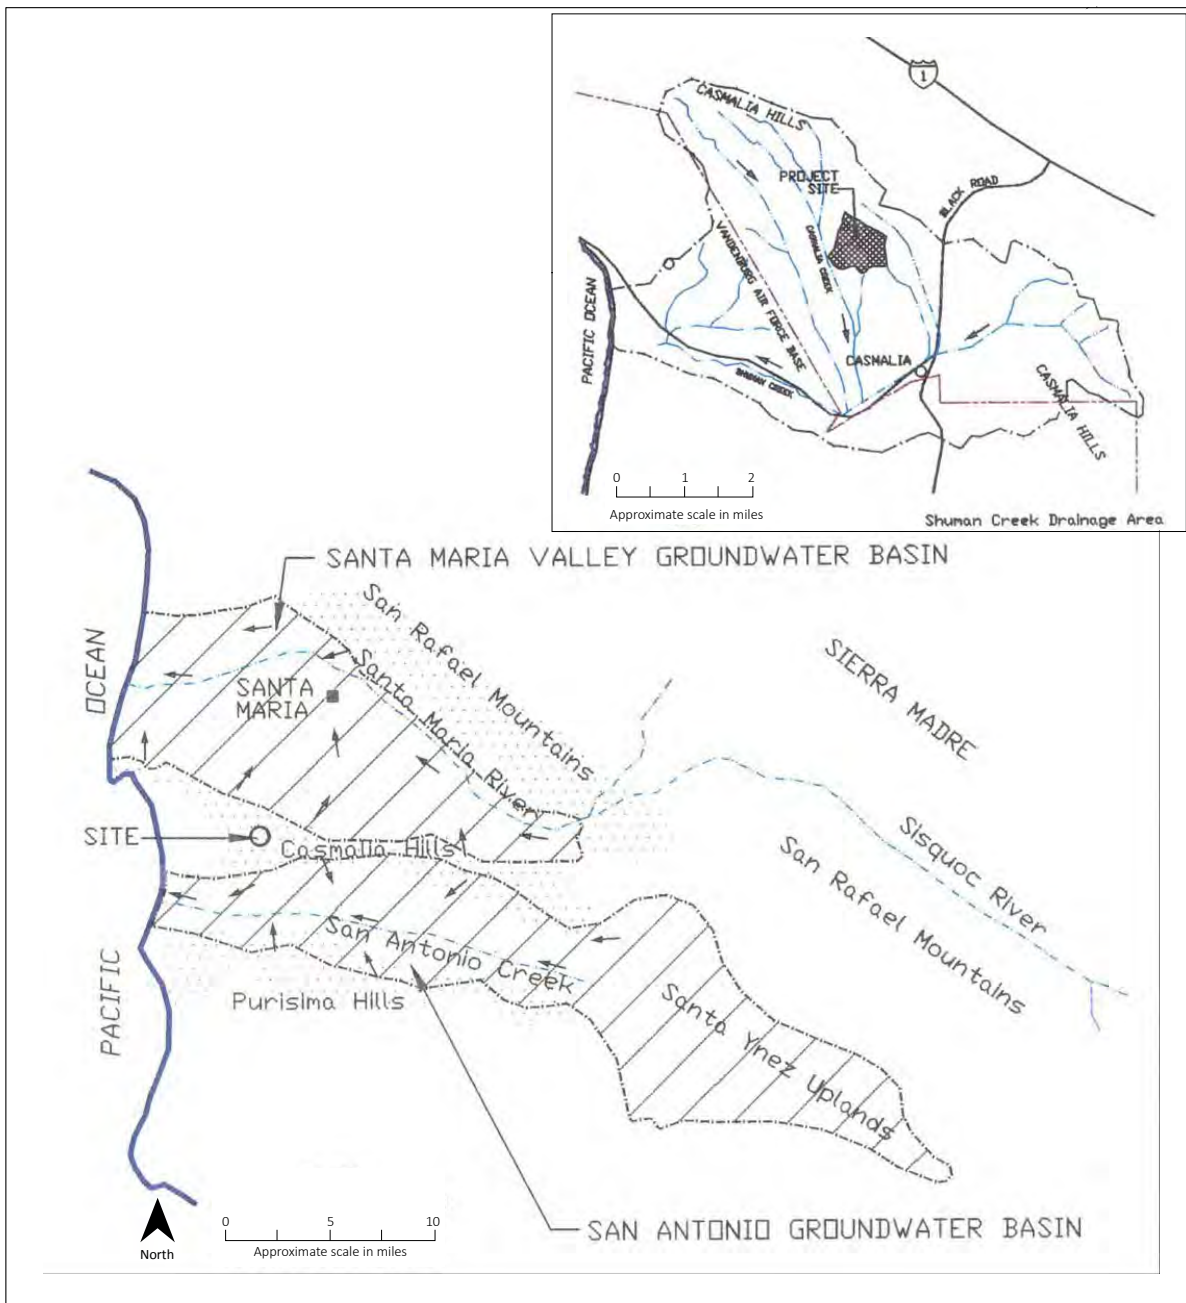 1
CASMALIA HILLS
PROJECT
SITE
BLACK ROAD
VANDENBURG AIR FORCE BASE
CASMALIA CREEK
PACIFIC OCEAN
CASMALIA
SHUMAN CREEK
CASMALIA HILLS
0 1 2
Approximate scale in miles
Shuman Creek Drainage Area
SANTA MARIA VALLEY GROUNDWATER BASIN
San Rafael Mountains
SIERRA MADRE
OCEAN
SANTA
MARIA
Santa Maria River
SITE
Casmalia Hills
Sisquoc River
San Rafael Mountains
San Antonio Creek
PACIFIC
Purisima Hills
Santa Ynez Uplands
SAN ANTONIO GROUNDWATER BASIN
North
0 5 10
Approximate scale in miles